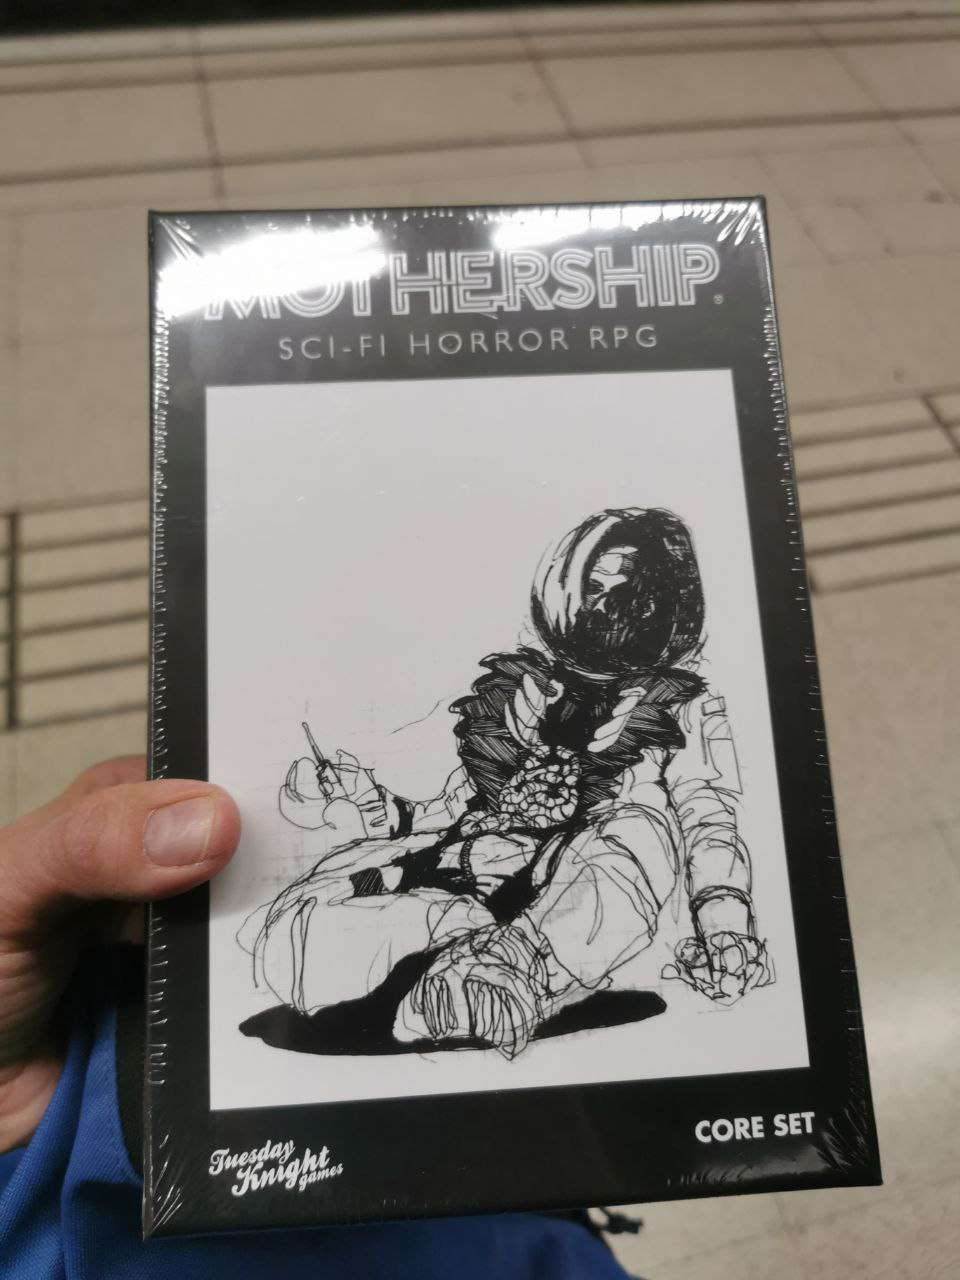 MOTHERSHIP®
SCI-FI HORROR RPG
CORE SET
Tuesday
Knight
games